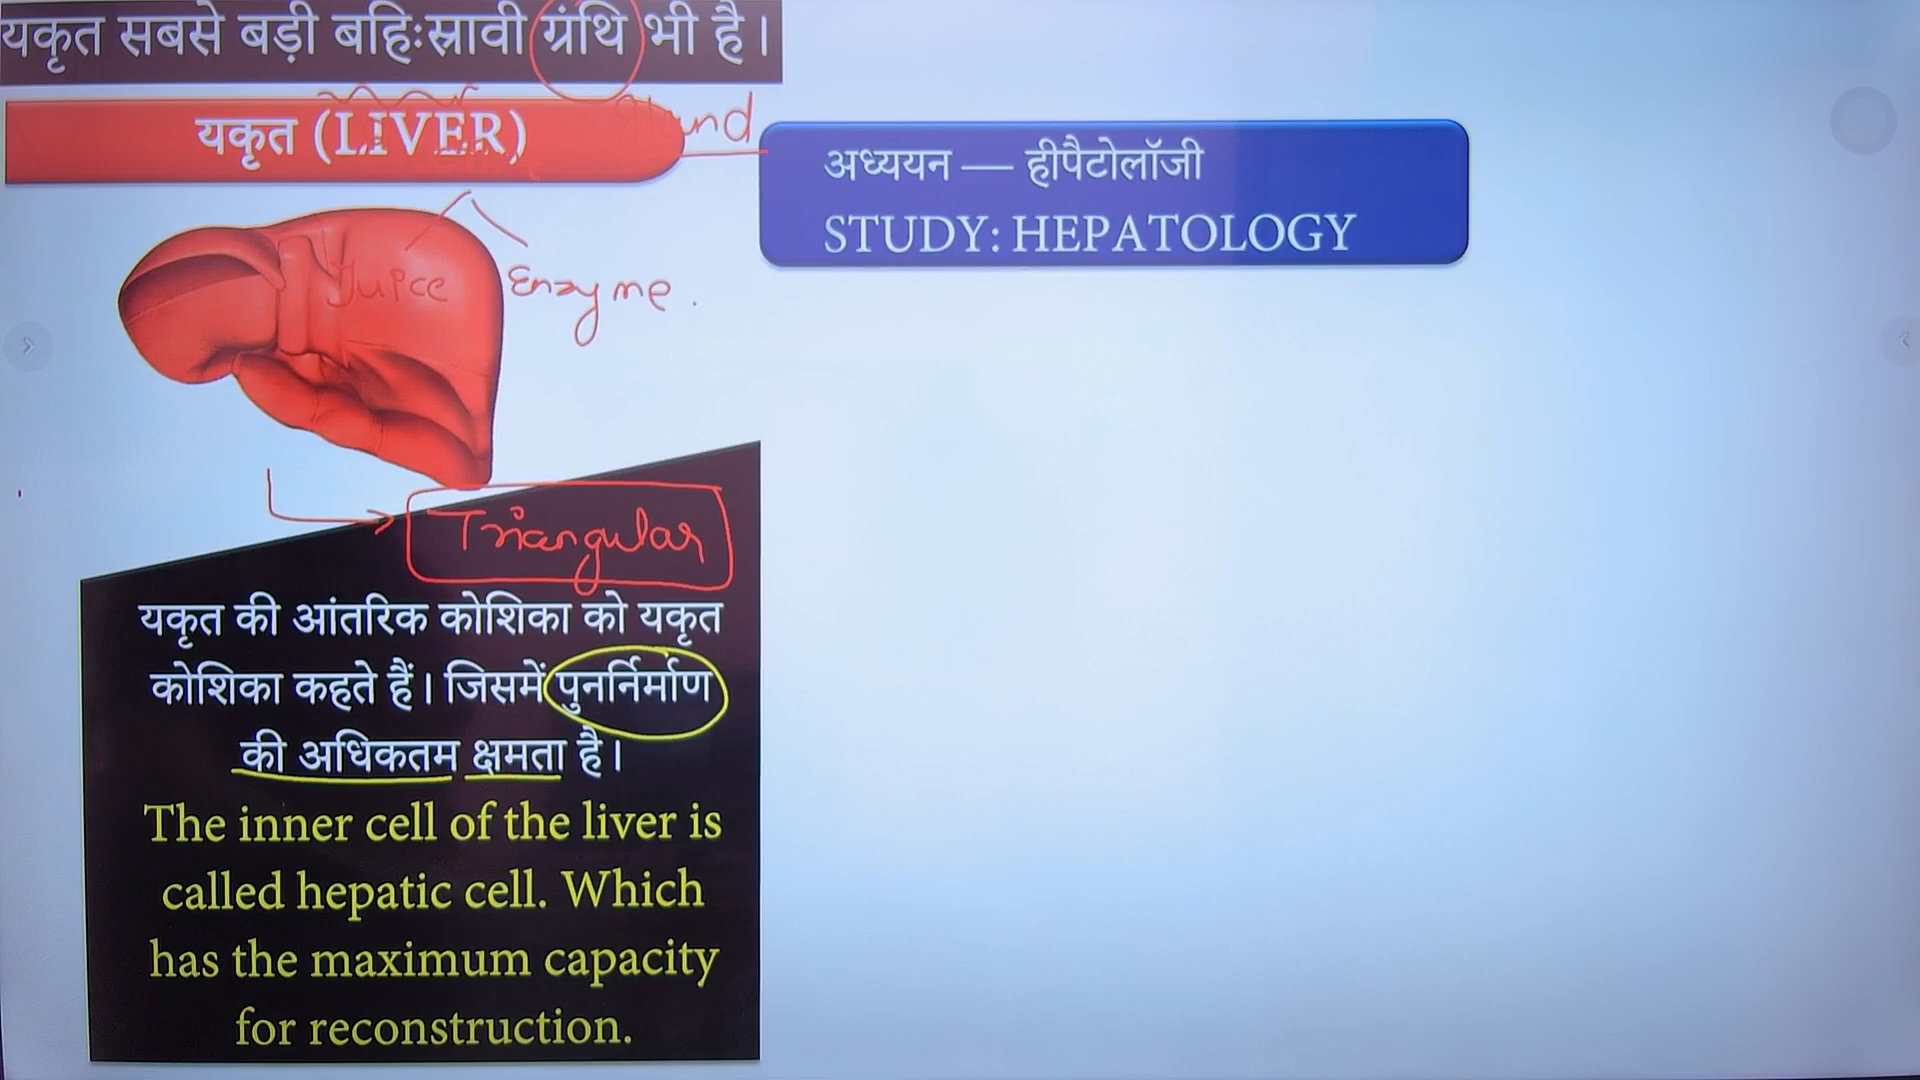 यकृत सबसे बड़ी बहिःस्रावी ग्रंथि भी है।
यकृत (LIVER)
अध्ययन — हीपैटोलॉजी
STUDY: HEPATOLOGY
Juice
Enzyme.
Triangular
यकृत की आंतरिक कोशिका को यकृत
कोशिका कहते हैं। जिसमें पुनर्निर्माण
की अधिकतम क्षमता है।
The inner cell of the liver is
called hepatic cell. Which
has the maximum capacity
for reconstruction.